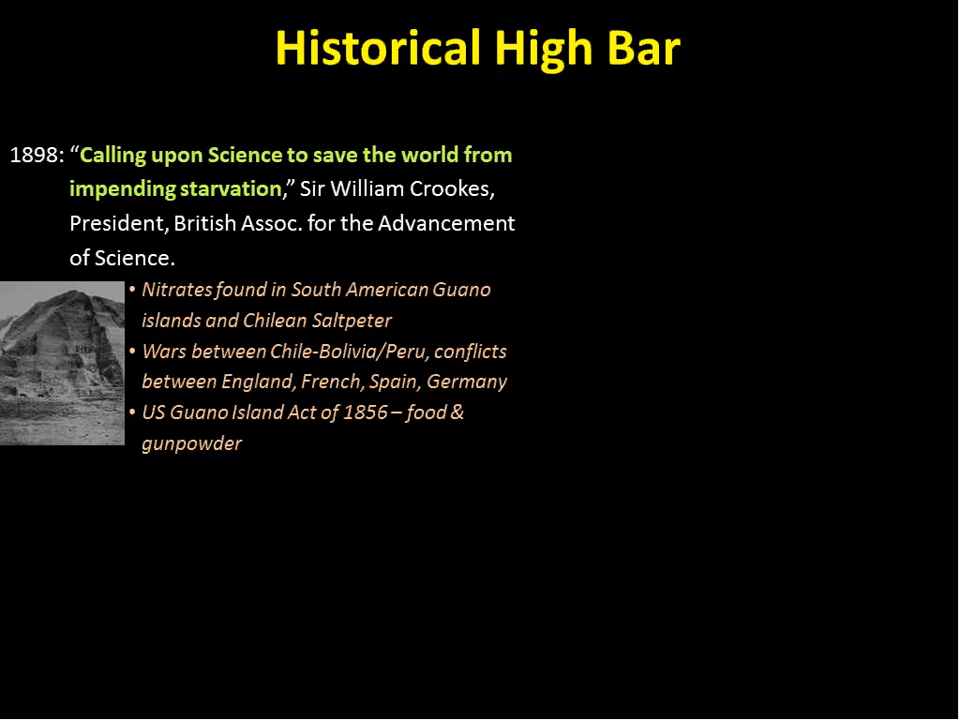 Historical High Bar
1898: “Calling upon Science to save the world from
impending starvation,” Sir William Crookes,
President, British Assoc. for the Advancement
of Science.
• Nitrates found in South American Guano
islands and Chilean Saltpeter
• Wars between Chile-Bolivia/Peru, conflicts
between England, French, Spain, Germany
• US Guano Island Act of 1856 – food &
gunpowder